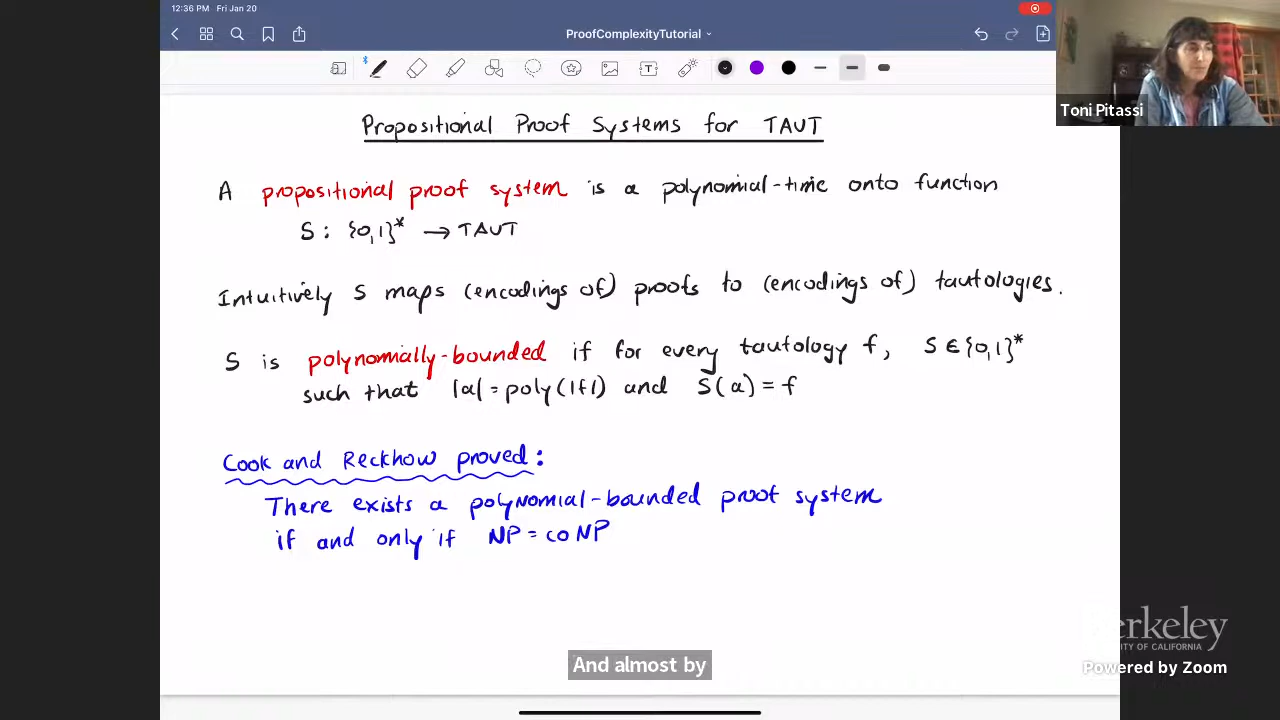 12:36 PM Fri Jan 20
ProofComplexityTutorial
Toni Pitassi
Propositional Proof Systems for TAUT
A propositional proof system is a polynomial-time onto function
S: {0,1}* → TAUT
Intuitively S maps (encodings of) proofs to (encodings of) tautologies.
S is polynomially-bounded if for every tautology f, S ∈ {0,1}*
such that |α| = poly(|f|) and S(α) = f
Cook and Reckhow proved:
There exists a polynomial-bounded proof system
if and only if NP = coNP
And almost by
Berkeley
ITY OF CALIFORNIA
Powered by Zoom